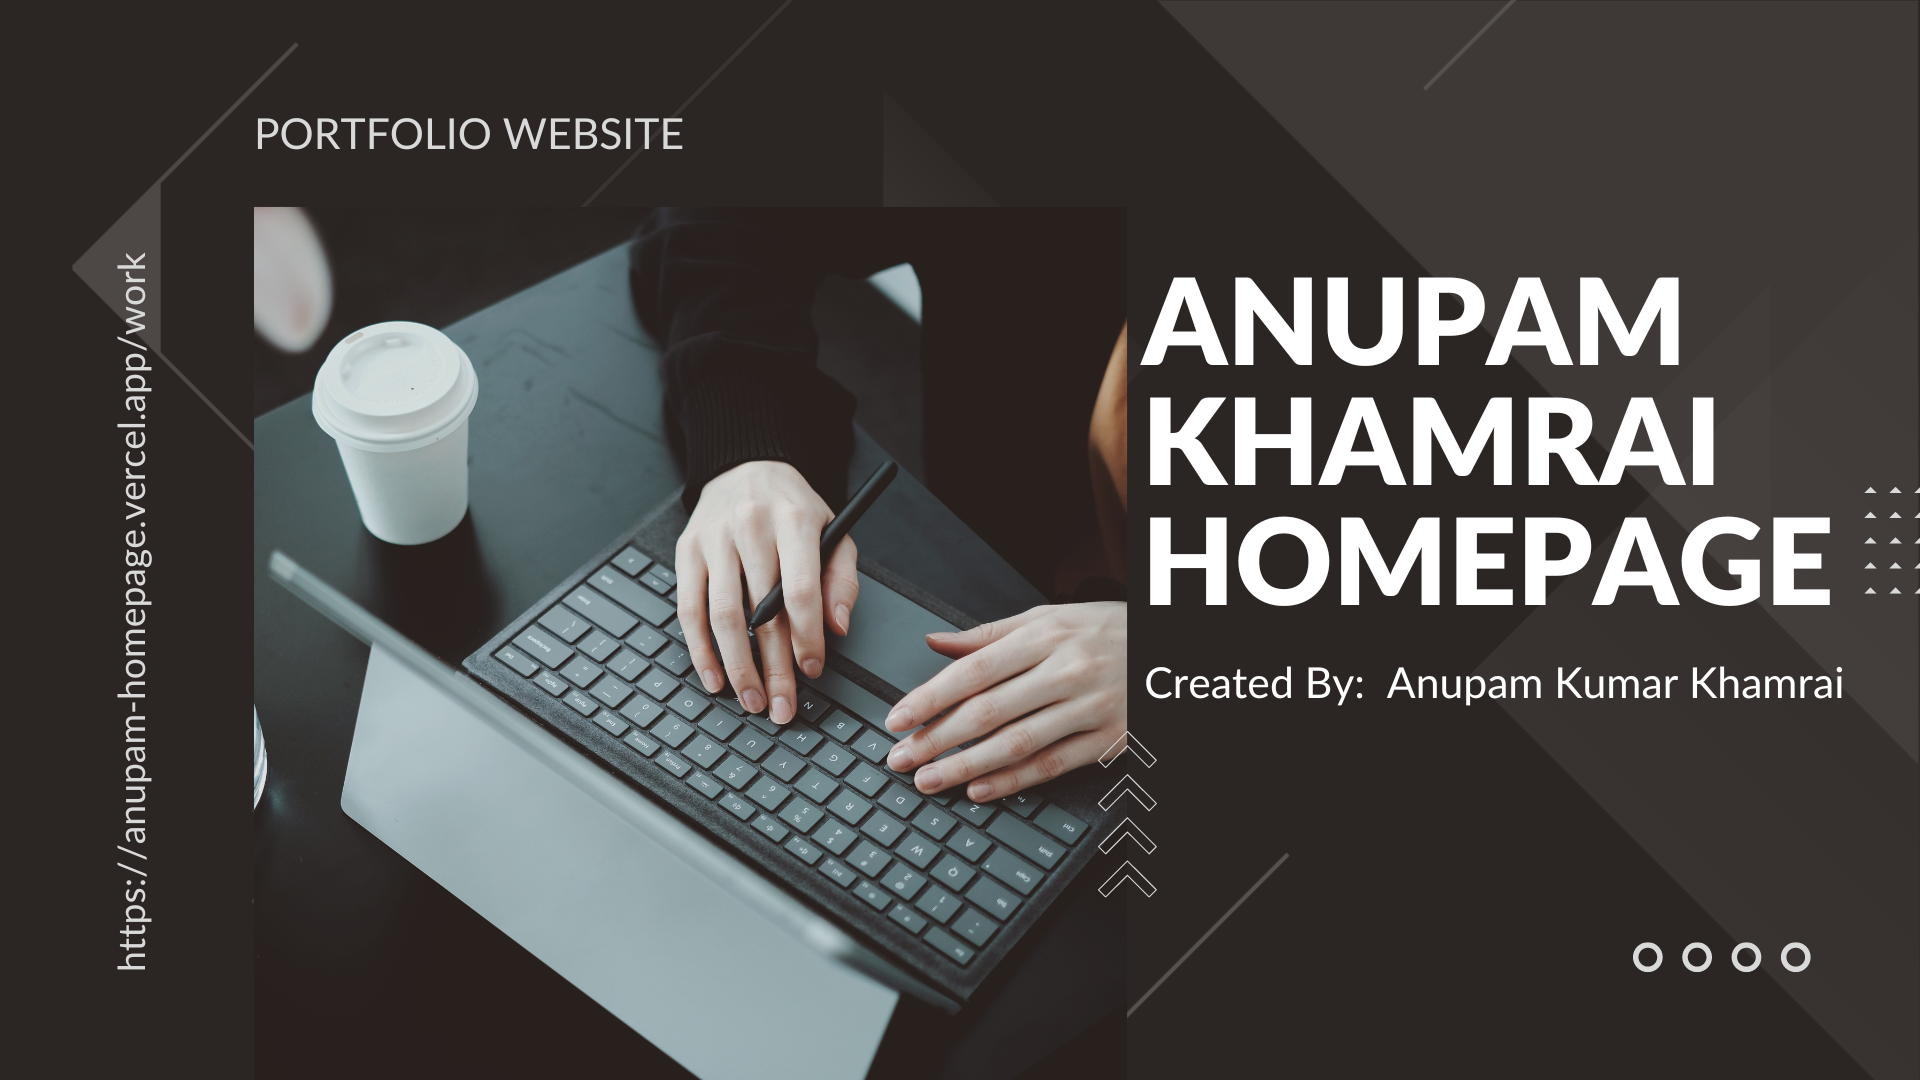 PORTFOLIO WEBSITE
https://anupam-homepage.vercel.app/work
ANUPAM
KHAMRAI
HOMEPAGE
Created By:  Anupam Kumar Khamrai